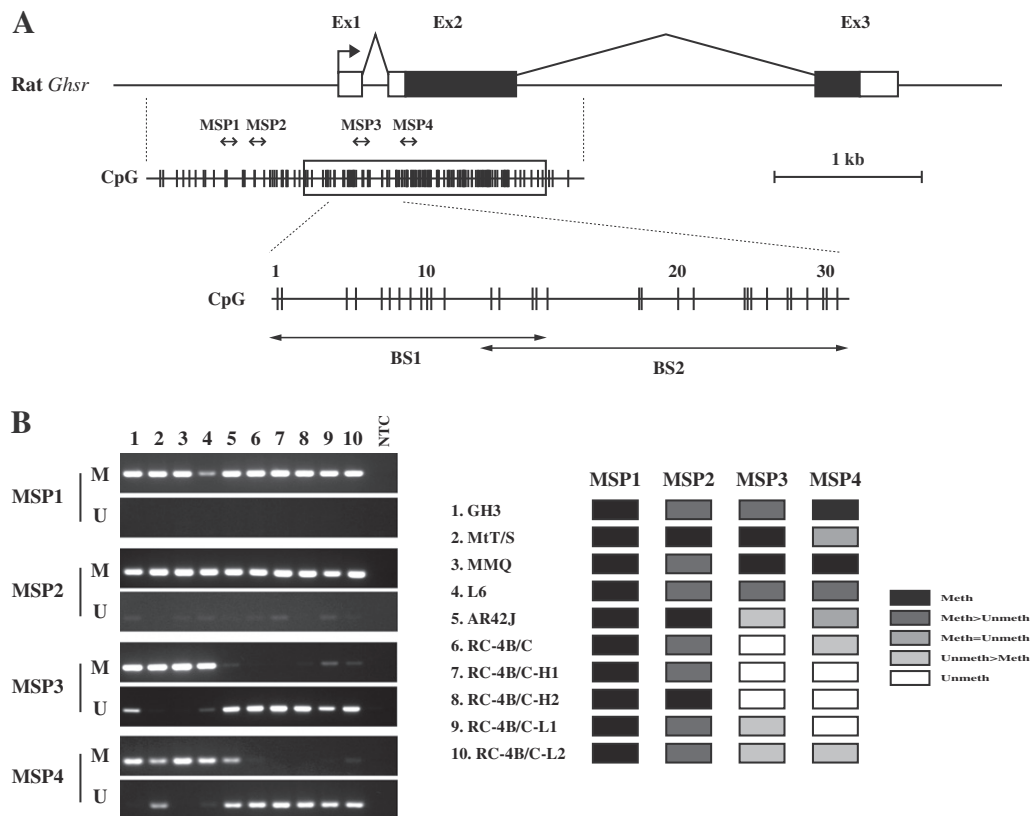 A
Ex1 Ex2 Ex3
Rat Ghsr
MSP1 MSP2 MSP3 MSP4
CpG
1 kb
1 10 20 30
CpG
BS1
BS2
B
1 2 3 4 5 6 7 8 9 10 NTC
MSP1 M
U
MSP2 M
U
MSP3 M
U
MSP4 M
U
MSP1 MSP2 MSP3 MSP4
1. GH3
2. MtT/S
3. MMQ
4. L6
5. AR42J
6. RC-4B/C
7. RC-4B/C-H1
8. RC-4B/C-H2
9. RC-4B/C-L1
10. RC-4B/C-L2
Meth
Meth>Unmeth
Meth=Unmeth
Unmeth>Meth
Unmeth